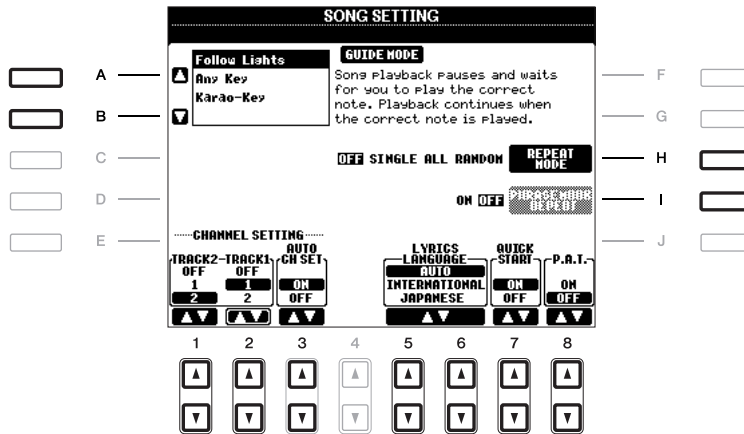 SONG SETTING
Follow Lights
Any Key
Karao-Key
GUIDE MODE
Song playback pauses and waits
for you to play the correct
note. Playback continues when
the correct note is played.
OFF SINGLE ALL RANDOM
REPEAT
MODE
ON OFF
PHRASE MARK
REPEAT
A
B
C
D
E
F
G
H
I
J
CHANNEL SETTING
TRACK2
OFF
1
2
TRACK1
OFF
1
2
AUTO
CH SET
ON
OFF
LYRICS
LANGUAGE
AUTO
INTERNATIONAL
JAPANESE
QUICK
START
ON
OFF
P.A.T.
ON
OFF
1 2 3 4 5 6 7 8